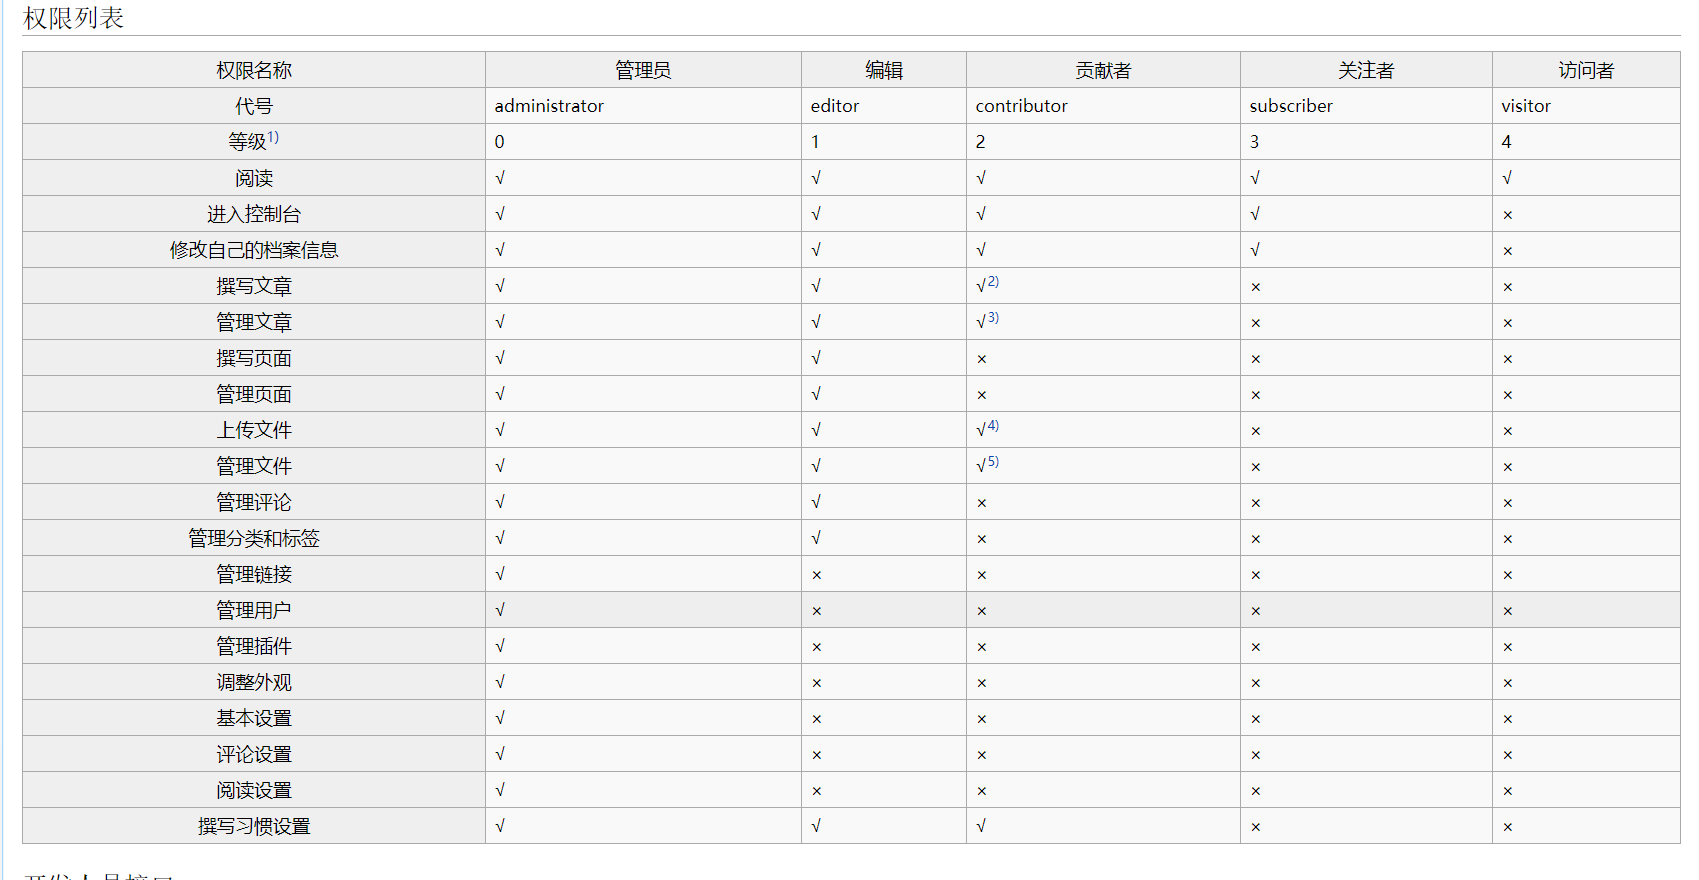 权限列表
权限名称 管理员 编辑 贡献者 关注者 访问者
代号 administrator editor contributor subscriber visitor
等级1) 0 1 2 3 4
阅读 √ √ √ √ √
进入控制台 √ √ √ √ ×
修改自己的档案信息 √ √ √ √ ×
撰写文章 √ √ √2) × ×
管理文章 √ √ √3) × ×
撰写页面 √ √ × × ×
管理页面 √ √ × × ×
上传文件 √ √ √4) × ×
管理文件 √ √ √5) × ×
管理评论 √ √ × × ×
管理分类和标签 √ √ × × ×
管理链接 √ × × × ×
管理用户 √ × × × ×
管理插件 √ × × × ×
调整外观 √ × × × ×
基本设置 √ × × × ×
评论设置 √ × × × ×
阅读设置 √ × × × ×
撰写习惯设置 √ √ √ × ×